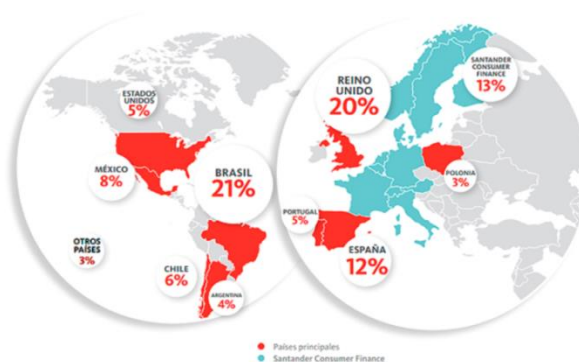 ESTADOS
UNIDOS
5%
MÉXICO
8%
BRASIL
21%
OTROS
PAÍSES
3%
CHILE
6%
ARGENTINA
4%
REINO
UNIDO
20%
SANTANDER
CONSUMER
FINANCE
13%
POLONIA
3%
PORTUGAL
5%
ESPAÑA
12%
Países principales
Santander Consumer Finance